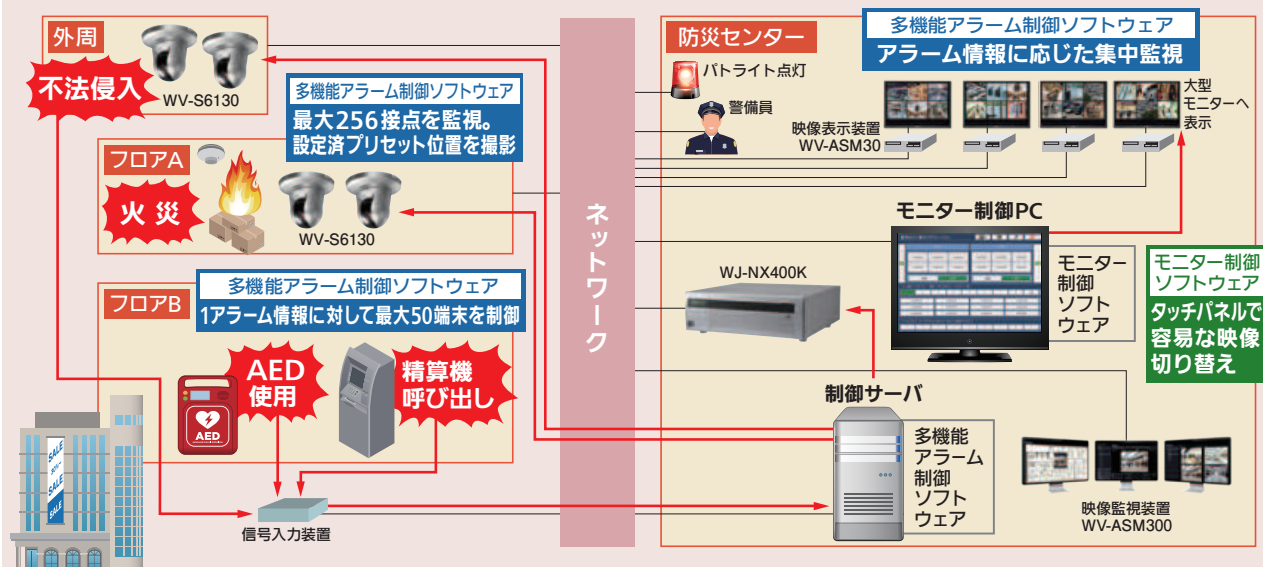 外周
不法侵入
WV-S6130
多機能アラーム制御ソフトウェア
最大256接点を監視。
設定済プリセット位置を撮影
フロアA
火災
WV-S6130
フロアB
多機能アラーム制御ソフトウェア
1アラーム情報に対して最大50端末を制御
AED
使用
精算機
呼び出し
AED
SALE
SALE
SALE
信号入力装置
ネットワーク
防災センター
パトライト点灯
警備員
多機能アラーム制御ソフトウェア
アラーム情報に応じた集中監視
映像表示装置
WV-ASM30
大型
モニターへ
表示
モニター制御PC
WJ-NX400K
モニター
制御
ソフト
ウェア
モニター制御
ソフトウェア
タッチパネルで
容易な映像
切り替え
制御サーバ
多機能
アラーム
制御
ソフト
ウェア
映像監視装置
WV-ASM300